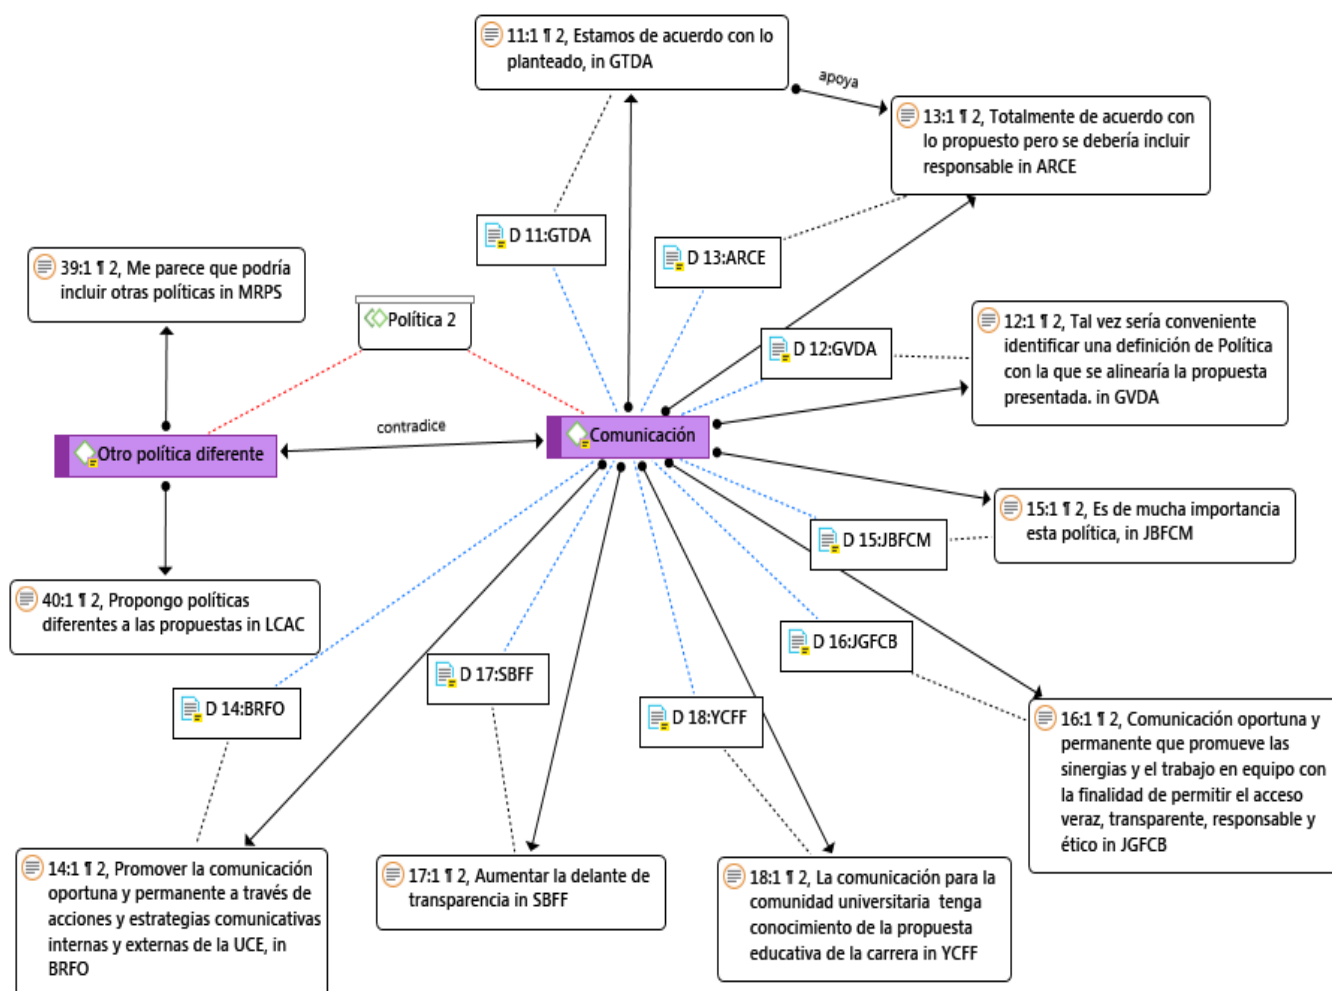 11:1 ¶ 2, Estamos de acuerdo con lo
planteado, in GTDA
apoya
13:1 ¶ 2, Totalmente de acuerdo con
lo propuesto pero se debería incluir
responsable in ARCE
D 11:GTDA
D 13:ARCE
39:1 ¶ 2, Me parece que podría
incluir otras políticas in MRPS
Política 2
D 12:GVDA
12:1 ¶ 2, Tal vez sería conveniente
identificar una definición de Política
con la que se alinearía la propuesta
presentada. in GVDA
Otro política diferente
contradice
Comunicación
15:1 ¶ 2, Es de mucha importancia
esta política, in JBFCM
D 15:JBFCM
40:1 ¶ 2, Propongo políticas
diferentes a las propuestas in LCAC
D 16:JGFCB
D 17:SBFF
D 14:BRFO
D 18:YCFF
16:1 ¶ 2, Comunicación oportuna y
permanente que promueve las
sinergias y el trabajo en equipo con
la finalidad de permitir el acceso
veraz, transparente, responsable y
ético in JGFCB
14:1 ¶ 2, Promover la comunicación
oportuna y permanente a través de
acciones y estrategias comunicativas
internas y externas de la UCE, in
BRFO
17:1 ¶ 2, Aumentar la delante de
transparencia in SBFF
18:1 ¶ 2, La comunicación para la
comunidad universitaria tenga
conocimiento de la propuesta
educativa de la carrera in YCFF